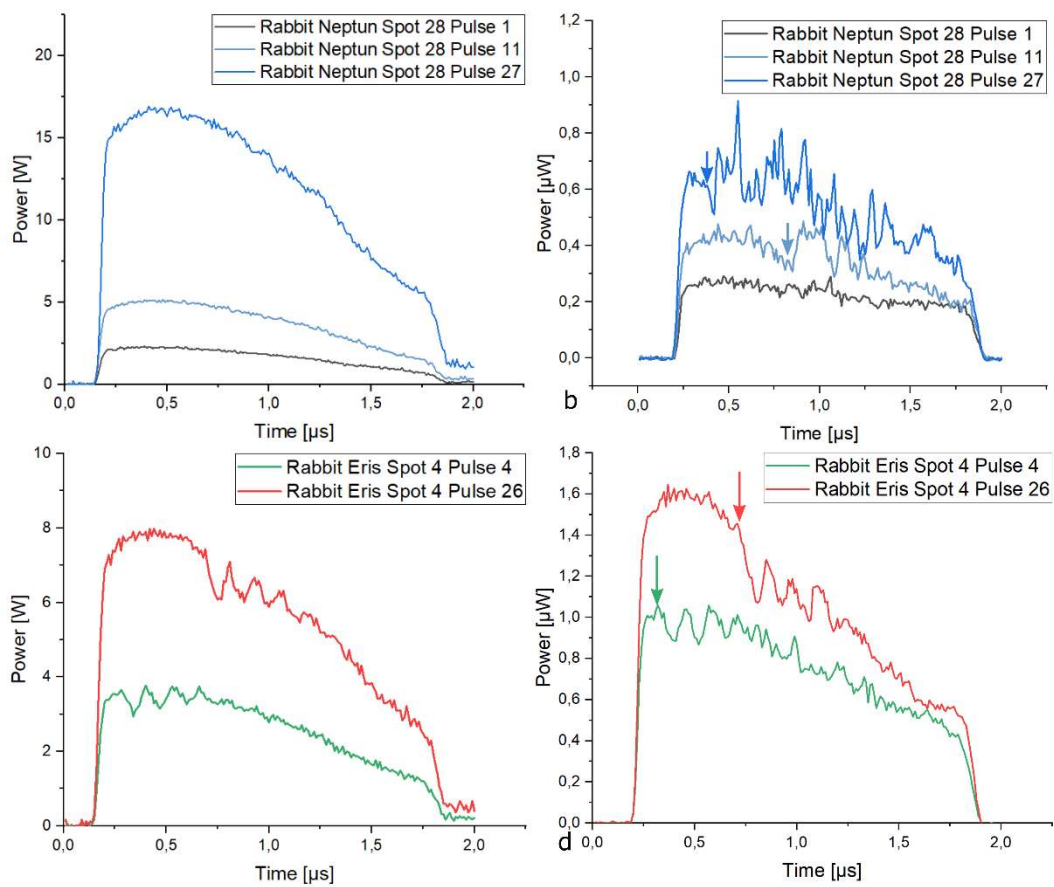 Rabbit Neptun Spot 28 Pulse 1
Rabbit Neptun Spot 28 Pulse 11
Rabbit Neptun Spot 28 Pulse 27
Power [W]
20
15
10
5
0
0,0
0,5
1,0
1,5
2,0
Time [µs]
Rabbit Neptun Spot 28 Pulse 1
Rabbit Neptun Spot 28 Pulse 11
Rabbit Neptun Spot 28 Pulse 27
Power [µW]
1,2
1,0
0,8
0,6
0,4
0,2
0,0
0,0
0,5
1,0
1,5
2,0
Time [µs]
b
Rabbit Eris Spot 4 Pulse 4
Rabbit Eris Spot 4 Pulse 26
Power [W]
10
8
6
4
2
0
0,0
0,5
1,0
1,5
2,0
Time [µs]
Rabbit Eris Spot 4 Pulse 4
Rabbit Eris Spot 4 Pulse 26
Power [µW]
1,8
1,6
1,4
1,2
1,0
0,8
0,6
0,4
0,2
0,0
0,0
0,5
1,0
1,5
2,0
Time [µs]
d